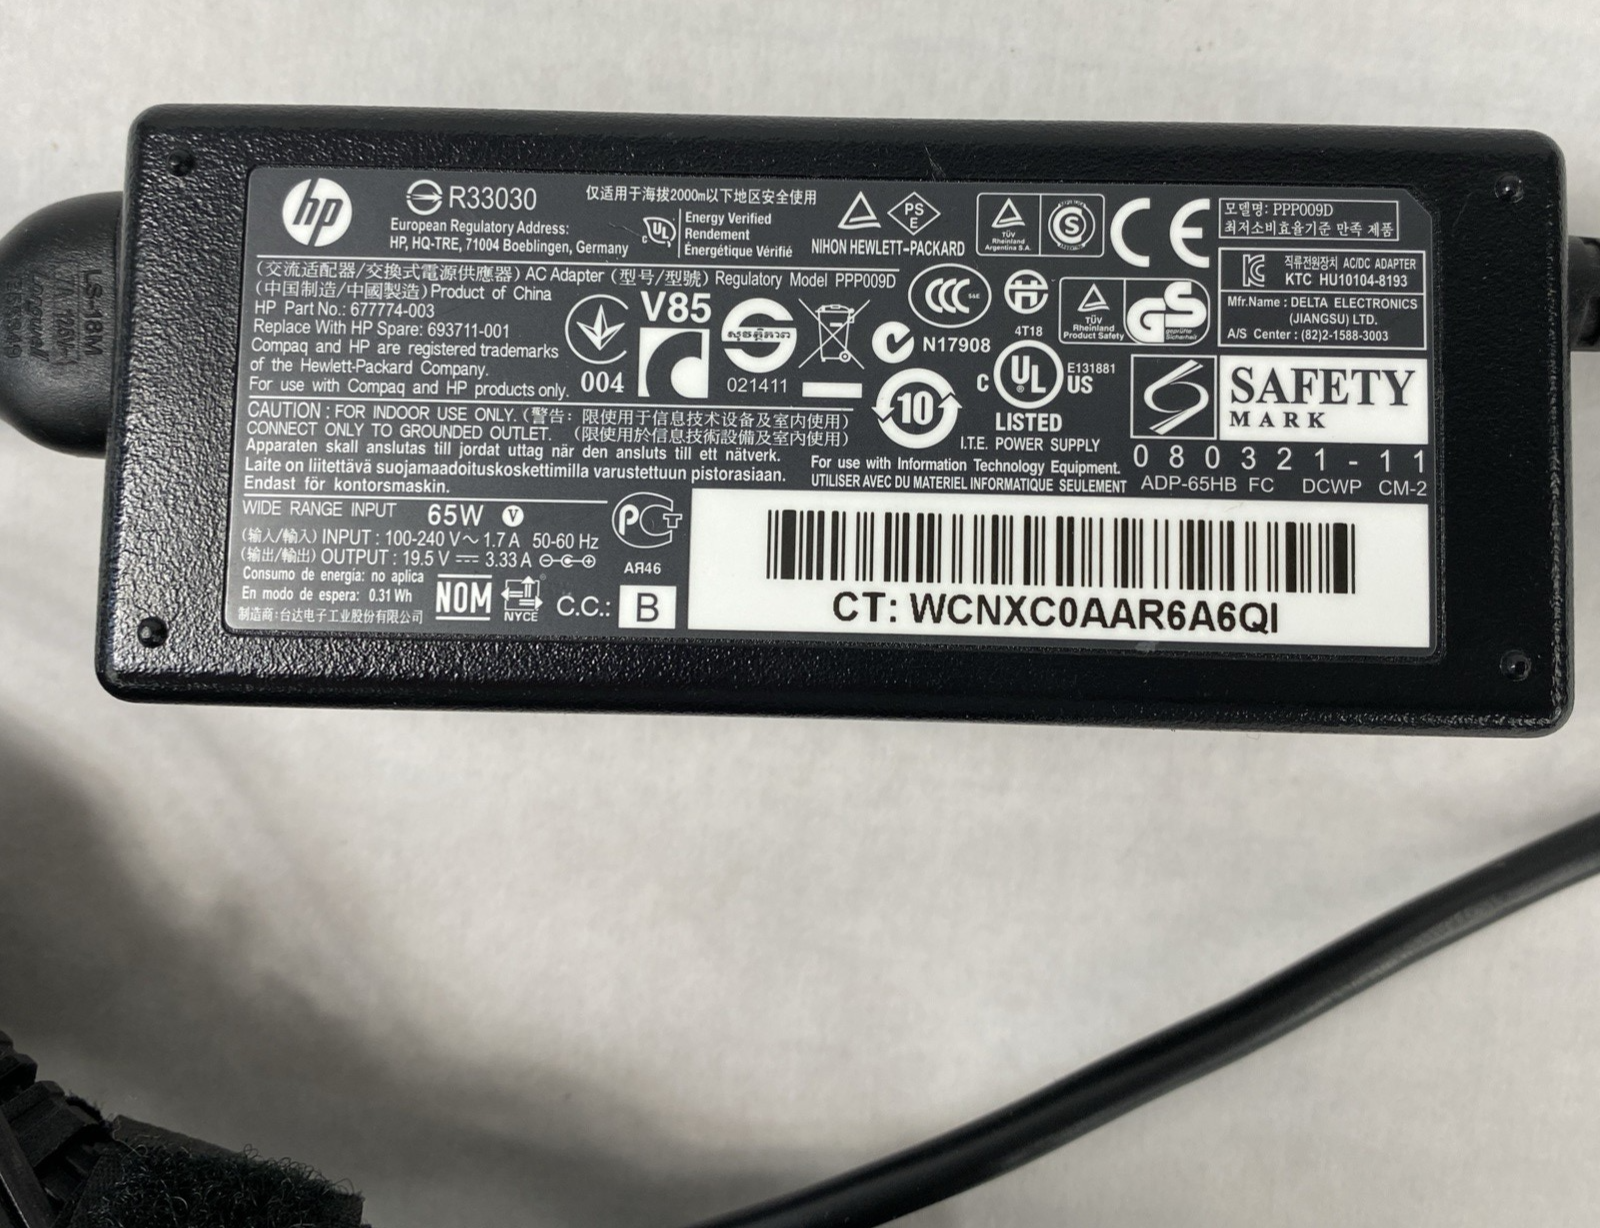 hp
R33030
European Regulatory Address:
HP, HQ-TRE, 71004 Boeblingen, Germany
仅适用于海拔2000m以下地区安全使用
c UL
Energy Verified
Rendement
Énergétique Vérifié
PS
E
NIHON HEWLETT-PACKARD
TÜV
Rheinland
Argentina S.A.
S
CE
모델명: PPP009D
최저소비효율기준 만족 제품
(交流适配器/交換式電源供應器) AC Adapter (型号/型號) Regulatory Model PPP009D
(中国制造/中國製造) Product of China
HP Part No.: 677774-003
Replace With HP Spare: 693711-001
Compaq and HP are registered trademarks
of the Hewlett-Packard Company.
For use with Compaq and HP products only.
004
V85
021411
4T18
N17908
10
c UL US
E131881
LISTED
I.T.E. POWER SUPPLY
TÜV
Rheinland
Product Safety
GS
geprüfte
Sicherheit
직류전원장치 AC/DC ADAPTER
KTC HU10104-8193
Mfr.Name : DELTA ELECTRONICS
(JIANGSU) LTD.
A/S Center : (82)2-1588-3003
SAFETY
MARK
080321-11
ADP-65HB FC DCWP CM-2
CAUTION : FOR INDOOR USE ONLY. (警告: 限使用于信息技术设备及室内使用)
CONNECT ONLY TO GROUNDED OUTLET. (限使用於信息技術設備及室內使用)
Apparaten skall anslutas till jordat uttag när den ansluts till ett nätverk.
Laite on liitettävä suojamaadoituskoskettimilla varustettuun pistorasiaan.
Endast för kontorsmaskin.
For use with Information Technology Equipment.
UTILISER AVEC DU MATERIEL INFORMATIQUE SEULEMENT
WIDE RANGE INPUT 65W V
(输入/輸入) INPUT : 100-240 V~ 1.7 A 50-60 Hz
(输出/輸出) OUTPUT : 19.5 V ⎓ 3.33 A
Consumo de energía: no aplica
En modo de espera: 0.31 Wh
制造商:台达电子工业股份有限公司
NOM
NYCE
C.C.: B
АЯ46
CT: WCNXC0AAR6A6QI
LS-18M